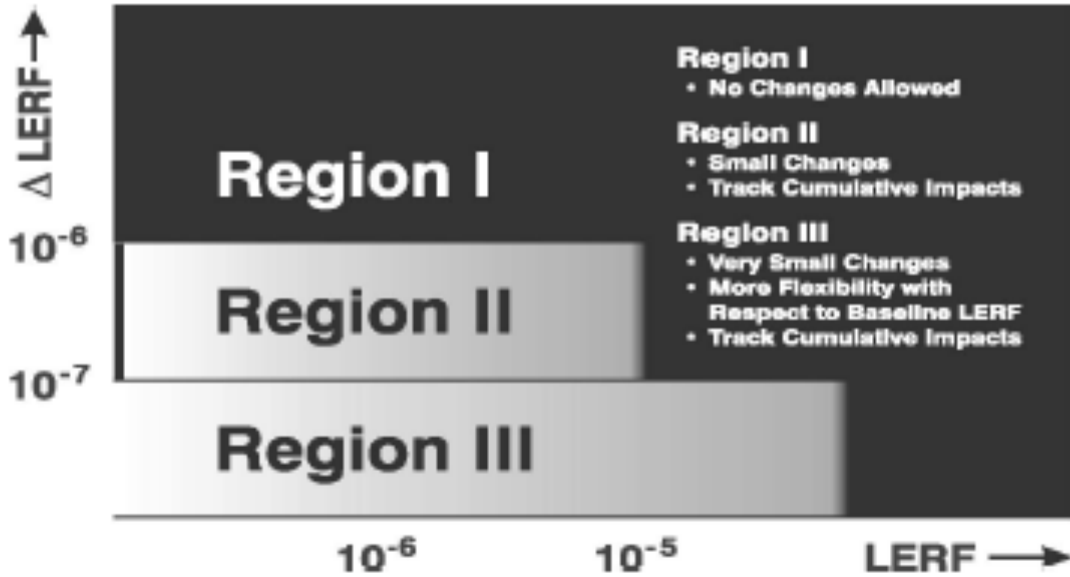 Δ LERF →
Region I
• No Changes Allowed
Region II
• Small Changes
• Track Cumulative Impacts
Region III
• Very Small Changes
• More Flexibility with
Respect to Baseline LERF
• Track Cumulative Impacts
Region I
10⁻⁶
Region II
10⁻⁷
Region III
10⁻⁶ 10⁻⁵ LERF →